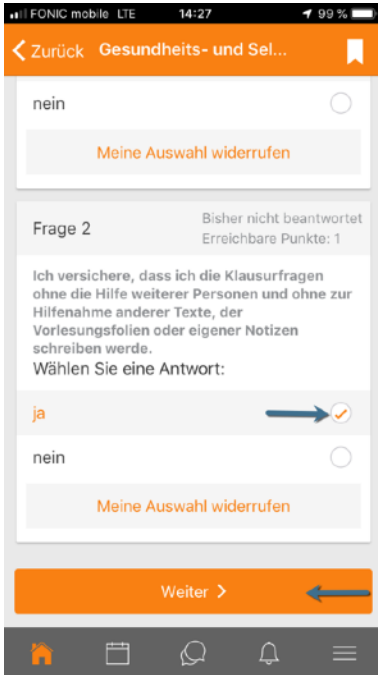 FONIC mobile LTE 14:27 99 %
Zurück Gesundheits- und Sel...
nein
Meine Auswahl widerrufen
Frage 2
Bisher nicht beantwortet
Erreichbare Punkte: 1
Ich versichere, dass ich die Klausurfragen
ohne die Hilfe weiterer Personen und ohne zur
Hilfenahme anderer Texte, der
Vorlesungsfolien oder eigener Notizen
schreiben werde.
Wählen Sie eine Antwort:
ja
nein
Meine Auswahl widerrufen
Weiter